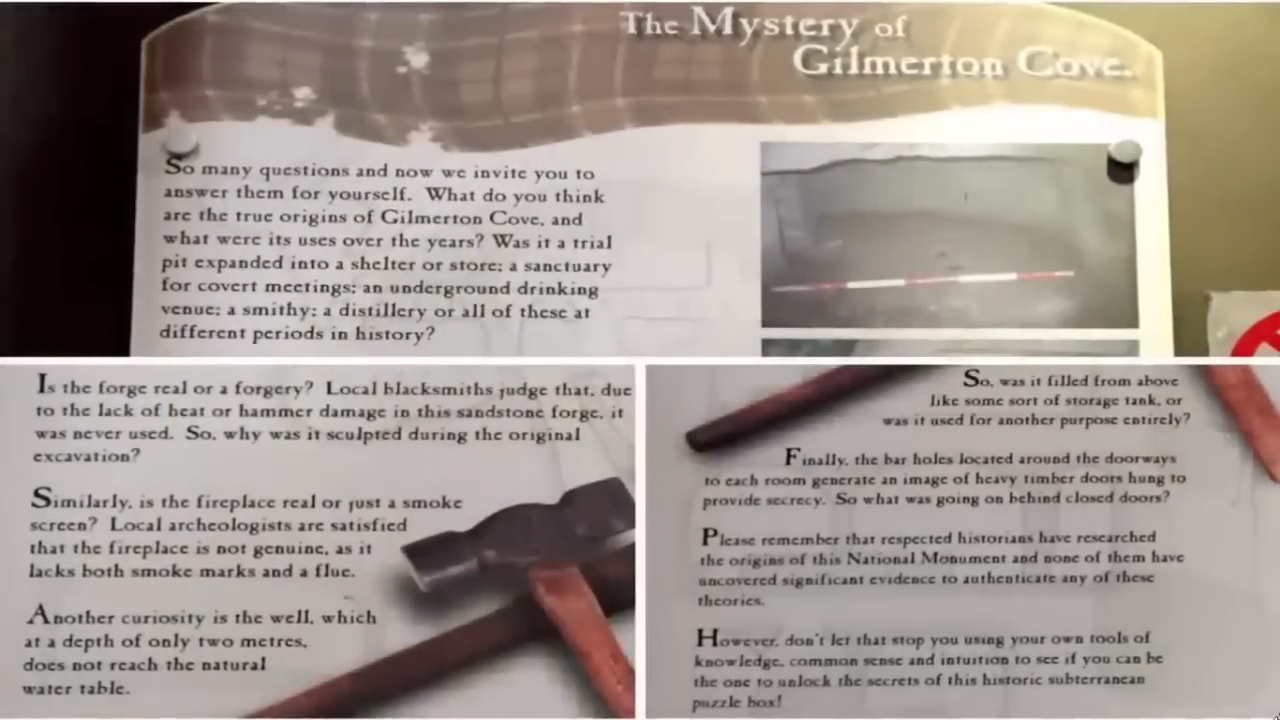 The Mystery of
Gilmerton Cove.
So many questions and now we invite you to
answer them for yourself. What do you think
are the true origins of Gilmerton Cove, and
what were its uses over the years? Was it a trial
pit expanded into a shelter or store; a sanctuary
for covert meetings; an underground drinking
venue; a smithy; a distillery or all of these at
different periods in history?
Is the forge real or a forgery? Local blacksmiths judge that, due
to the lack of heat or hammer damage in this sandstone forge, it
was never used. So, why was it sculpted during the original
excavation?
Similarly, is the fireplace real or just a smoke
screen? Local archeologists are satisfied
that the fireplace is not genuine, as it
lacks both smoke marks and a flue.
Another curiosity is the well, which
at a depth of only two metres,
does not reach the natural
water table.
So, was it filled from above
like some sort of storage tank, or
was it used for another purpose entirely?
Finally, the bar holes located around the doorways
to each room generate an image of heavy timber doors hung to
provide secrecy. So what was going on behind closed doors?
Please remember that respected historians have researched
the origins of this National Monument and none of them have
uncovered significant evidence to authenticate any of these
theories.
However, don't let that stop you using your own tools of
knowledge, common sense and intuition to see if you can be
the one to unlock the secrets of this historic subterranean
puzzle box!